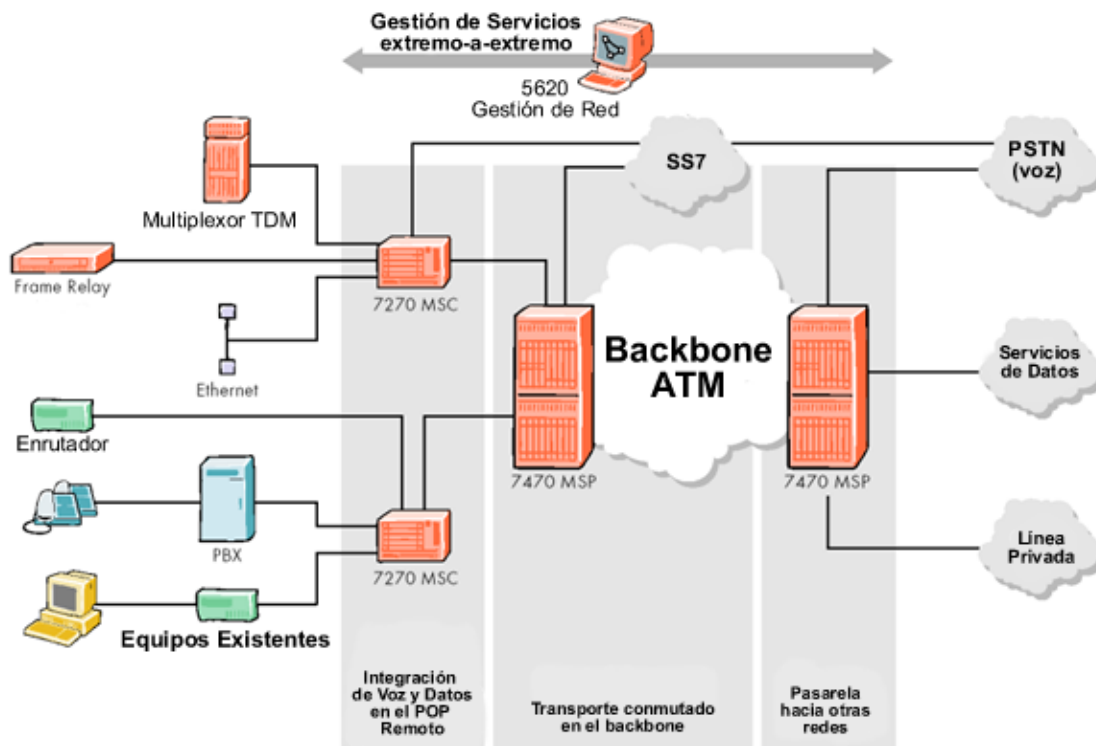 Gestión de Servicios
extremo-a-extremo
5620
Gestión de Red
SS7
PSTN
(voz)
Multiplexor TDM
Frame Relay
7270 MSC
Ethernet
Backbone
ATM
Servicios
de Datos
Enrutador
7470 MSP
7470 MSP
PBX
7270 MSC
Línea
Privada
Equipos Existentes
Integración
de Voz y Datos
en el POP
Remoto
Transporte conmutado
en el backbone
Pasarela
hacia otras
redes